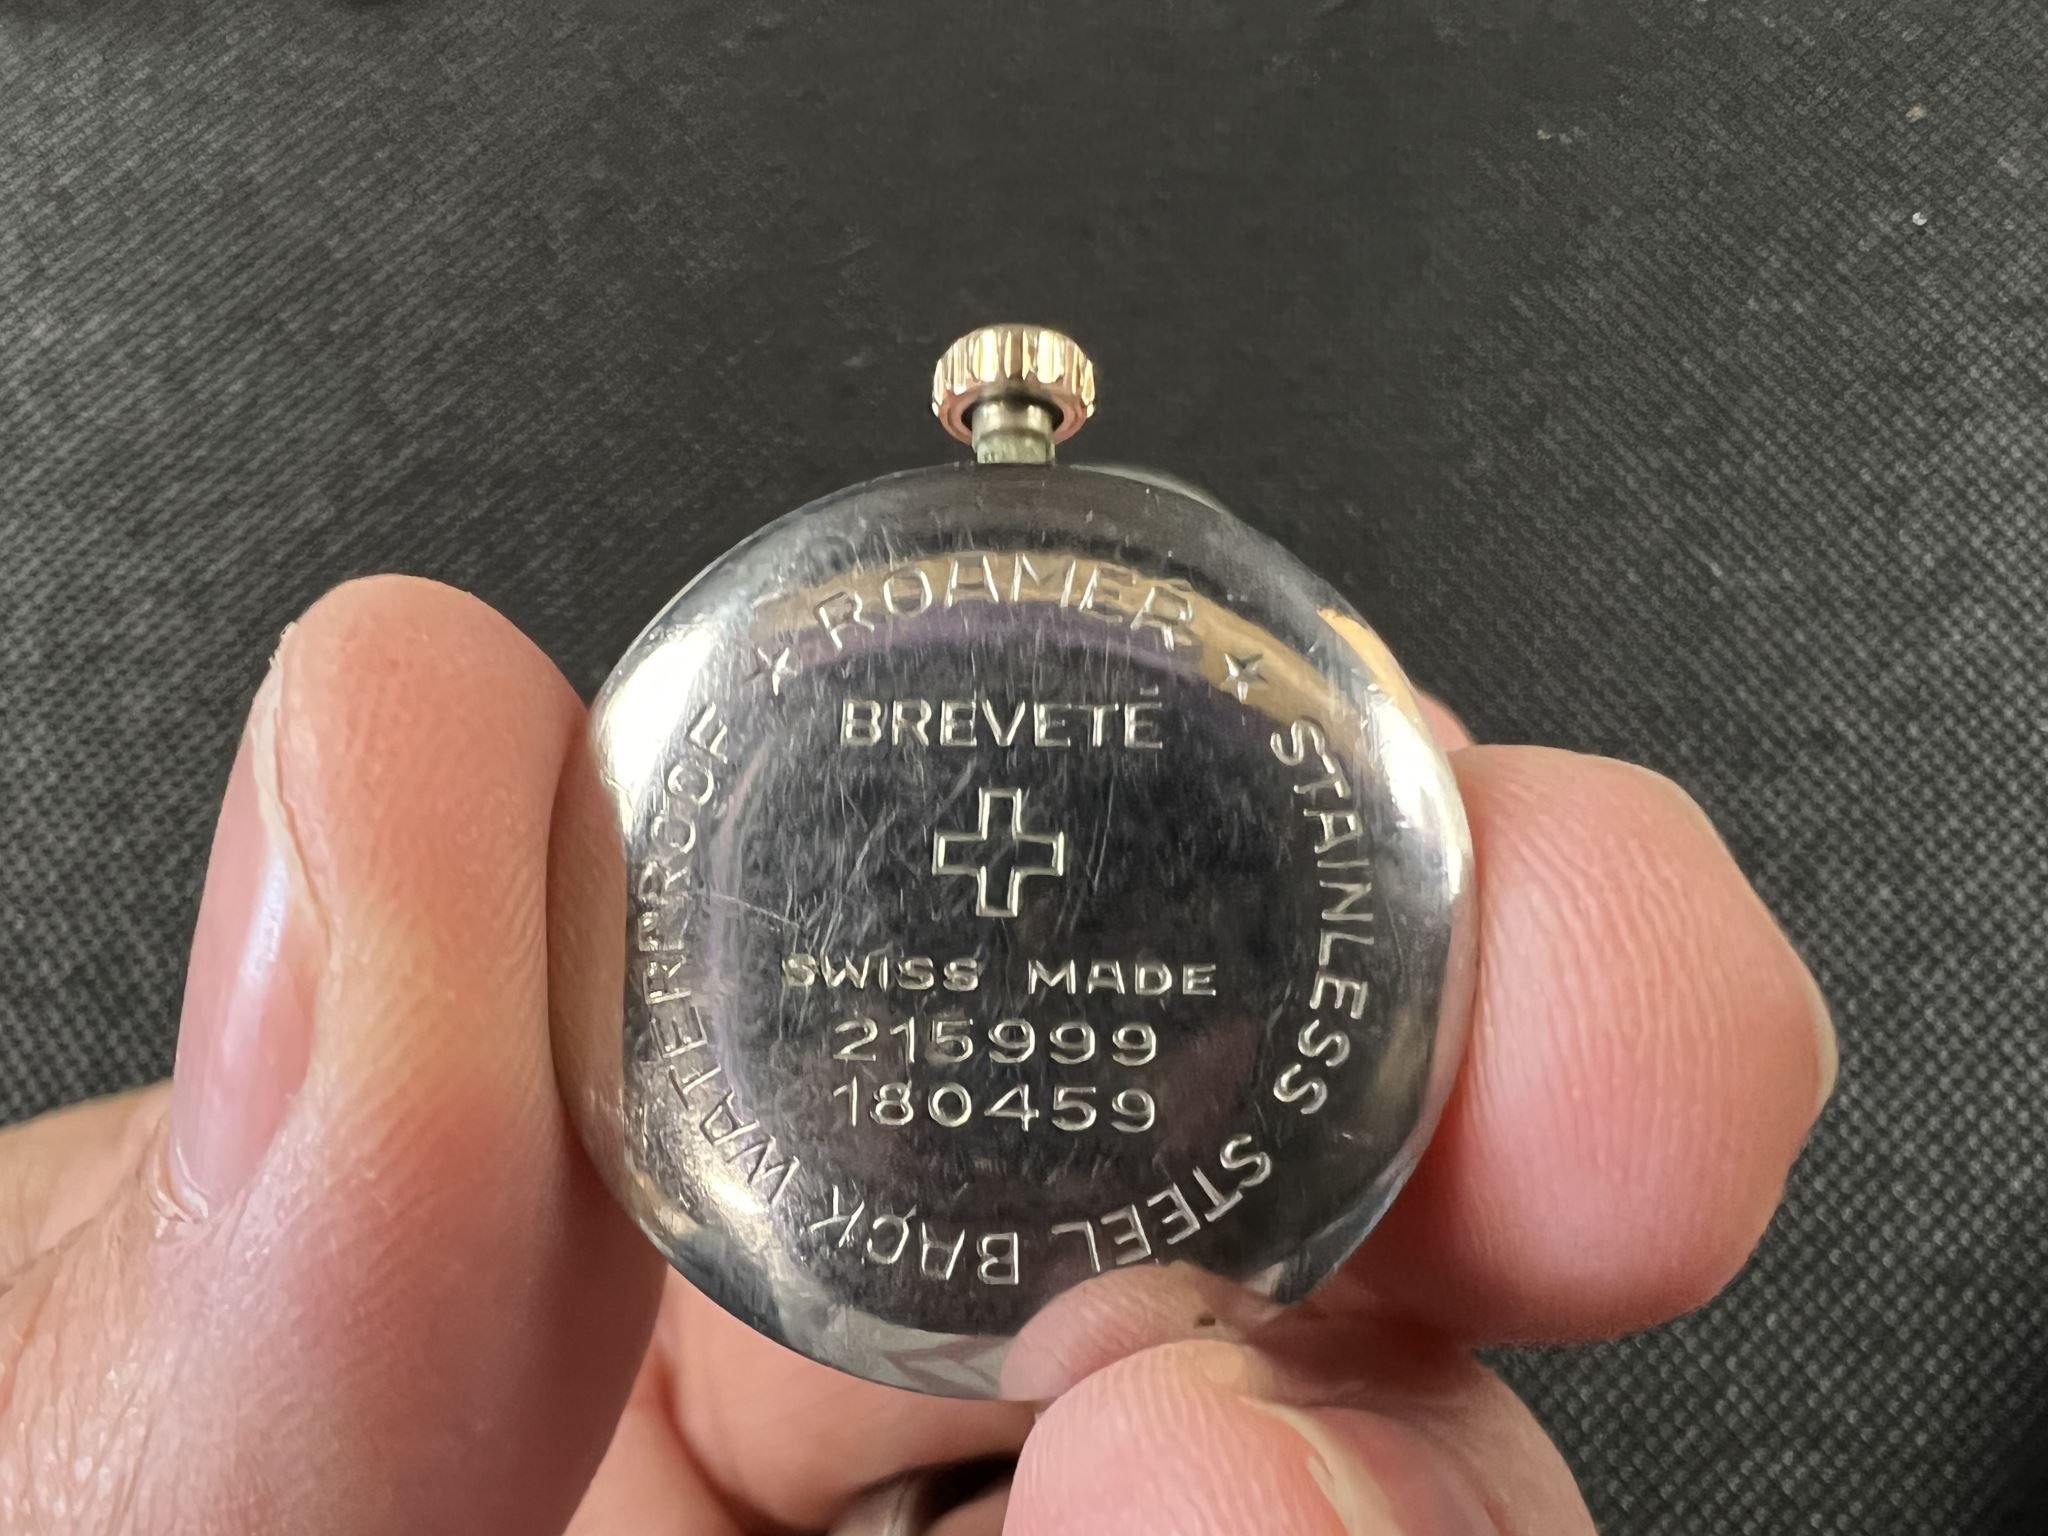 ROAMER
STAINLESS STEEL BACK WATERPROOF
BREVETÉ
SWISS MADE
215999
180459